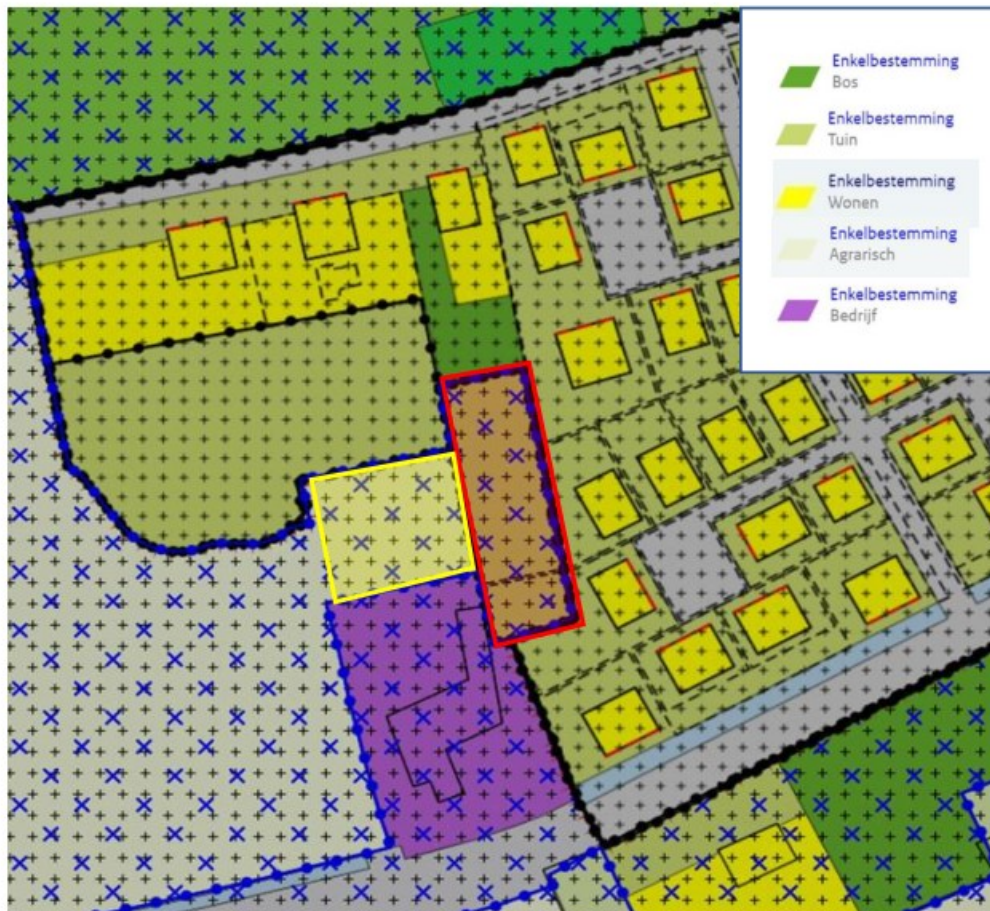 Enkelbestemming
Bos
Enkelbestemming
Tuin
Enkelbestemming
Wonen
Enkelbestemming
Agrarisch
Enkelbestemming
Bedrijf